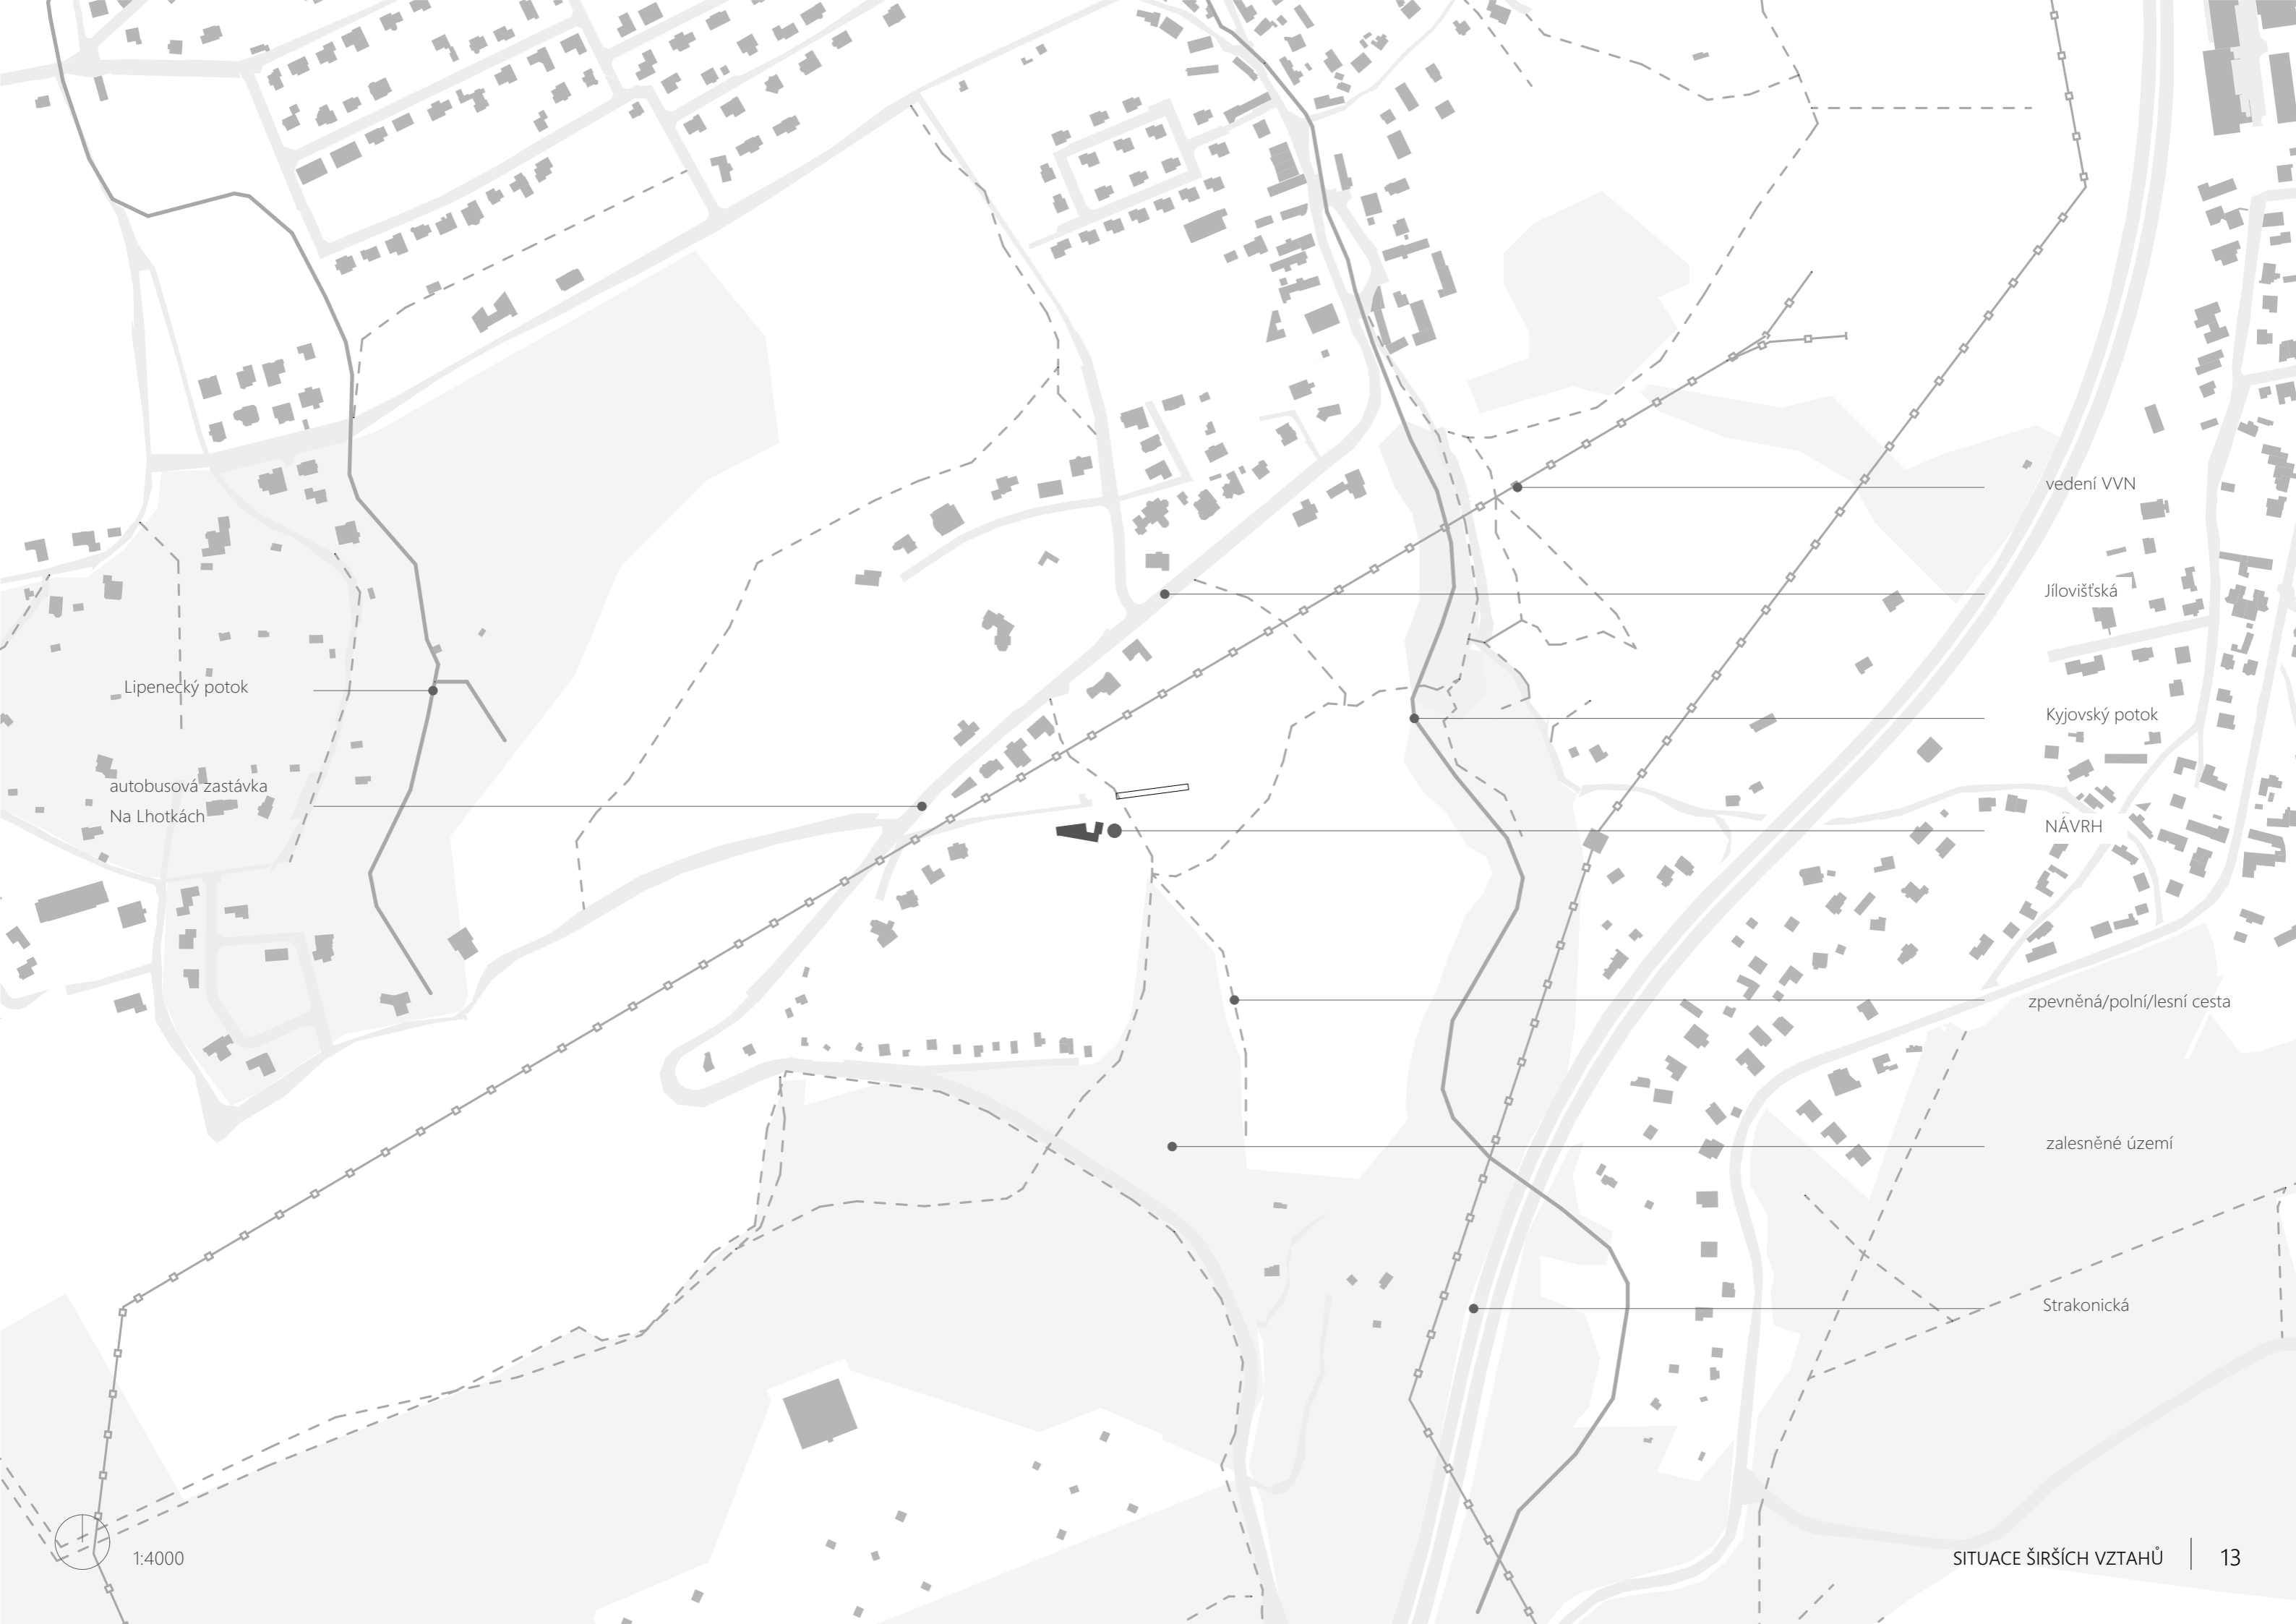 vedení VVN
Jílovišťská
Lipenecký potok
Kyjovský potok
autobusová zastávka
Na Lhotkách
NÁVRH
zpevněná/polní/lesní cesta
zalesněné území
Strakonická
1:4000
SITUACE ŠIRŠÍCH VZTAHŮ
13